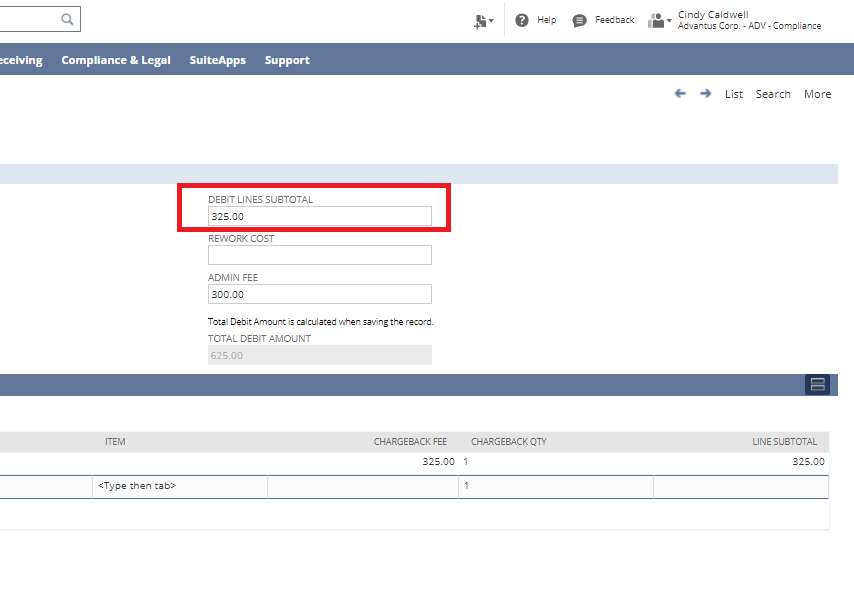 Help
Feedback
Cindy Caldwell
Advantus Corp. - ADV - Compliance
eceiving
Compliance & Legal
SuiteApps
Support
List
Search
More
DEBIT LINES SUBTOTAL
325.00
REWORK COST
ADMIN FEE
300.00
Total Debit Amount is calculated when saving the record.
TOTAL DEBIT AMOUNT
625.00
ITEM
CHARGEBACK FEE
CHARGEBACK QTY
LINE SUBTOTAL
325.00
1
325.00
<Type then tab>
1